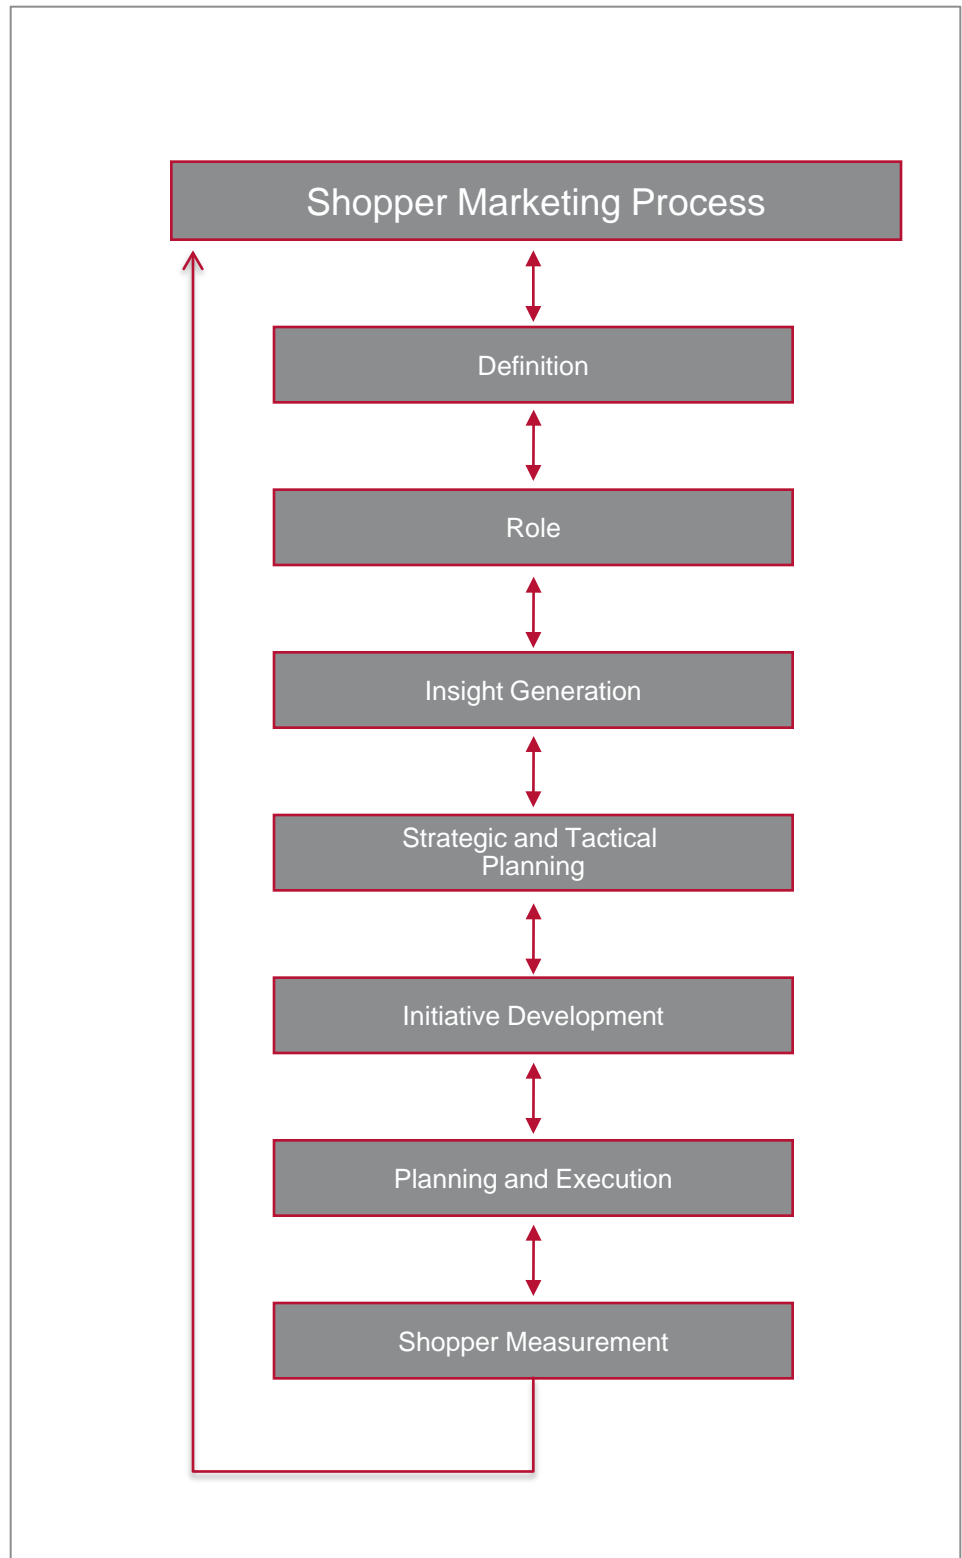 Shopper Marketing Process
Definition
Role
Insight Generation
Strategic and Tactical
Planning
Initiative Development
Planning and Execution
Shopper Measurement